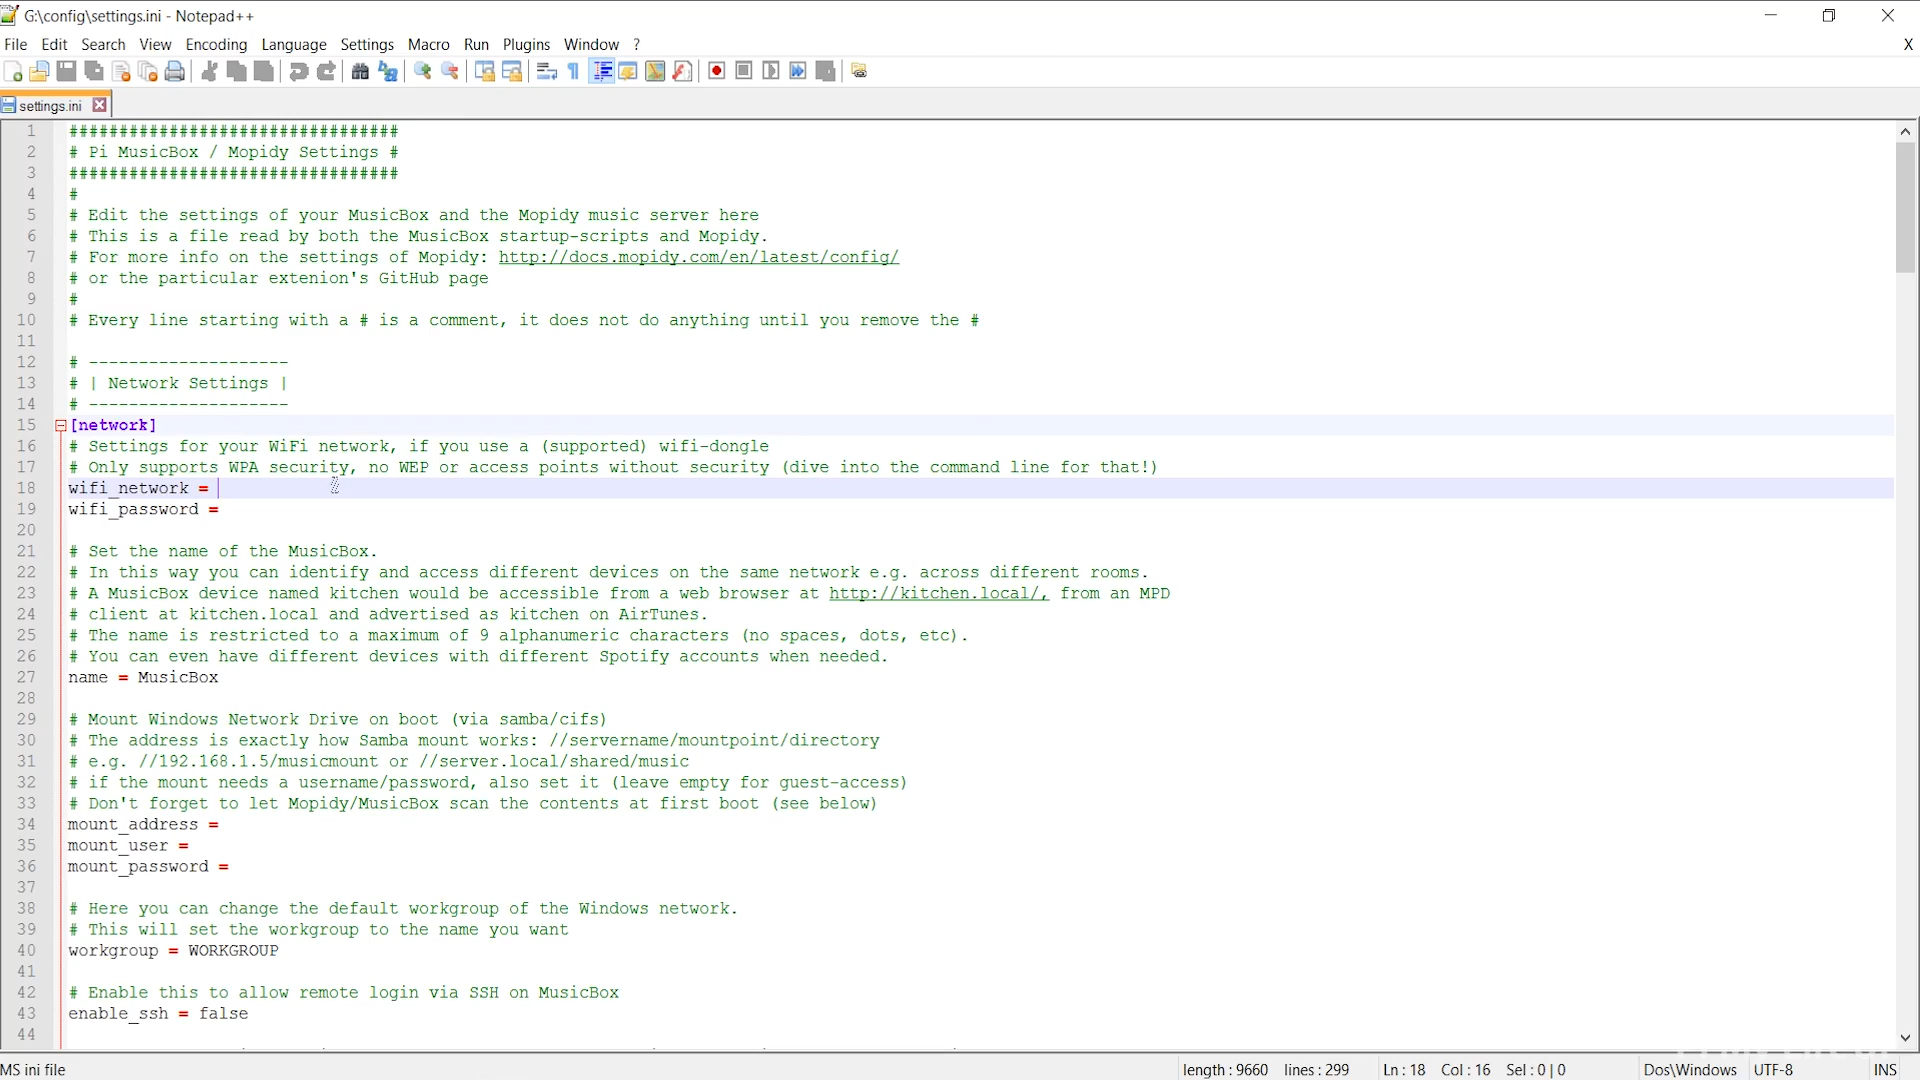 G:\config\settings.ini - Notepad++
File Edit Search View Encoding Language Settings Macro Run Plugins Window ? X
settings.ini
1 #################################
2 # Pi MusicBox / Mopidy Settings #
3 #################################
4 #
5 # Edit the settings of your MusicBox and the Mopidy music server here
6 # This is a file read by both the MusicBox startup-scripts and Mopidy.
7 # For more info on the settings of Mopidy: http://docs.mopidy.com/en/latest/config/
8 # or the particular extenion's GitHub page
9 #
10 # Every line starting with a # is a comment, it does not do anything until you remove the #
11
12 # --------------------
13 # | Network Settings |
14 # --------------------
15 [network]
16 # Settings for your WiFi network, if you use a (supported) wifi-dongle
17 # Only supports WPA security, no WEP or access points without security (dive into the command line for that!)
18 wifi_network =
19 wifi_password =
20
21 # Set the name of the MusicBox.
22 # In this way you can identify and access different devices on the same network e.g. across different rooms.
23 # A MusicBox device named kitchen would be accessible from a web browser at http://kitchen.local/, from an MPD
24 # client at kitchen.local and advertised as kitchen on AirTunes.
25 # The name is restricted to a maximum of 9 alphanumeric characters (no spaces, dots, etc).
26 # You can even have different devices with different Spotify accounts when needed.
27 name = MusicBox
28
29 # Mount Windows Network Drive on boot (via samba/cifs)
30 # The address is exactly how Samba mount works: //servername/mountpoint/directory
31 # e.g. //192.168.1.5/musicmount or //server.local/shared/music
32 # if the mount needs a username/password, also set it (leave empty for guest-access)
33 # Don't forget to let Mopidy/MusicBox scan the contents at first boot (see below)
34 mount_address =
35 mount_user =
36 mount_password =
37
38 # Here you can change the default workgroup of the Windows network.
39 # This will set the workgroup to the name you want
40 workgroup = WORKGROUP
41
42 # Enable this to allow remote login via SSH on MusicBox
43 enable_ssh = false
44
MS ini file length : 9660 lines : 299 Ln : 18 Col : 16 Sel : 0 | 0 Dos\Windows UTF-8 INS